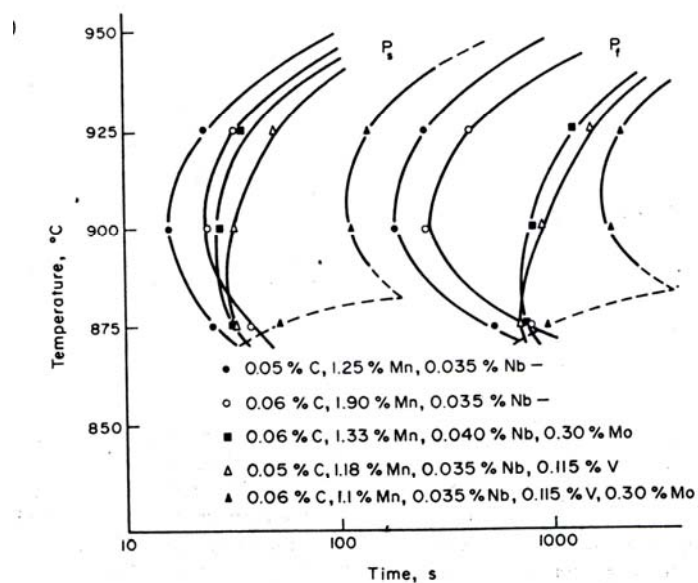 )
950
925
900
875
850
Temperature, °C
Ps
Pf
● 0.05 % C, 1.25 % Mn, 0.035 % Nb —
○ 0.06 % C, 1.90 % Mn, 0.035 % Nb —
■ 0.06 % C, 1.33 % Mn, 0.040 % Nb, 0.30 % Mo
△ 0.05 % C, 1.18 % Mn, 0.035 % Nb, 0.115 % V
▲ 0.06 % C, 1.1 % Mn, 0.035 % Nb, 0.115 % V, 0.30 % Mo
10
100
1000
Time, s